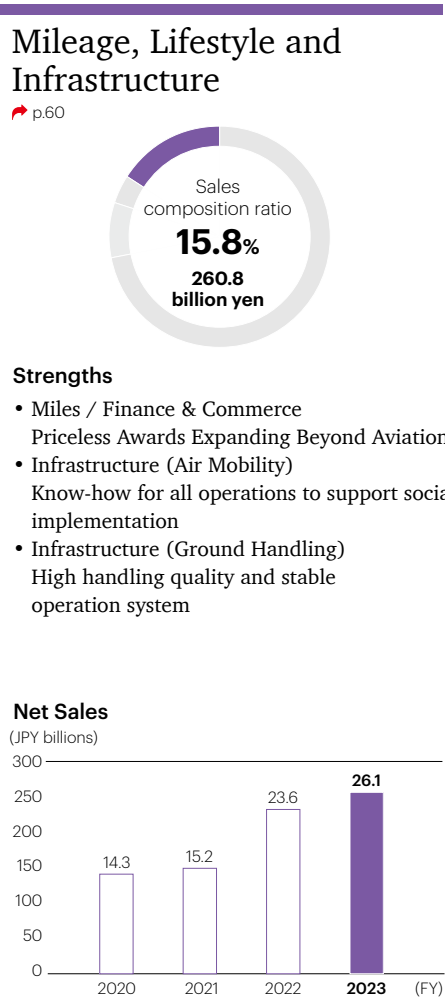 Mileage, Lifestyle and
Infrastructure
p.60
Sales
composition ratio
15.8%
260.8
billion yen
Strengths
• Miles / Finance & Commerce
Priceless Awards Expanding Beyond Aviation
• Infrastructure (Air Mobility)
Know-how for all operations to support socia
implementation
• Infrastructure (Ground Handling)
High handling quality and stable
operation system
Net Sales
(JPY billions)
300
250
200
150
100
50
0
14.3
15.2
23.6
26.1
2020
2021
2022
2023
(FY)